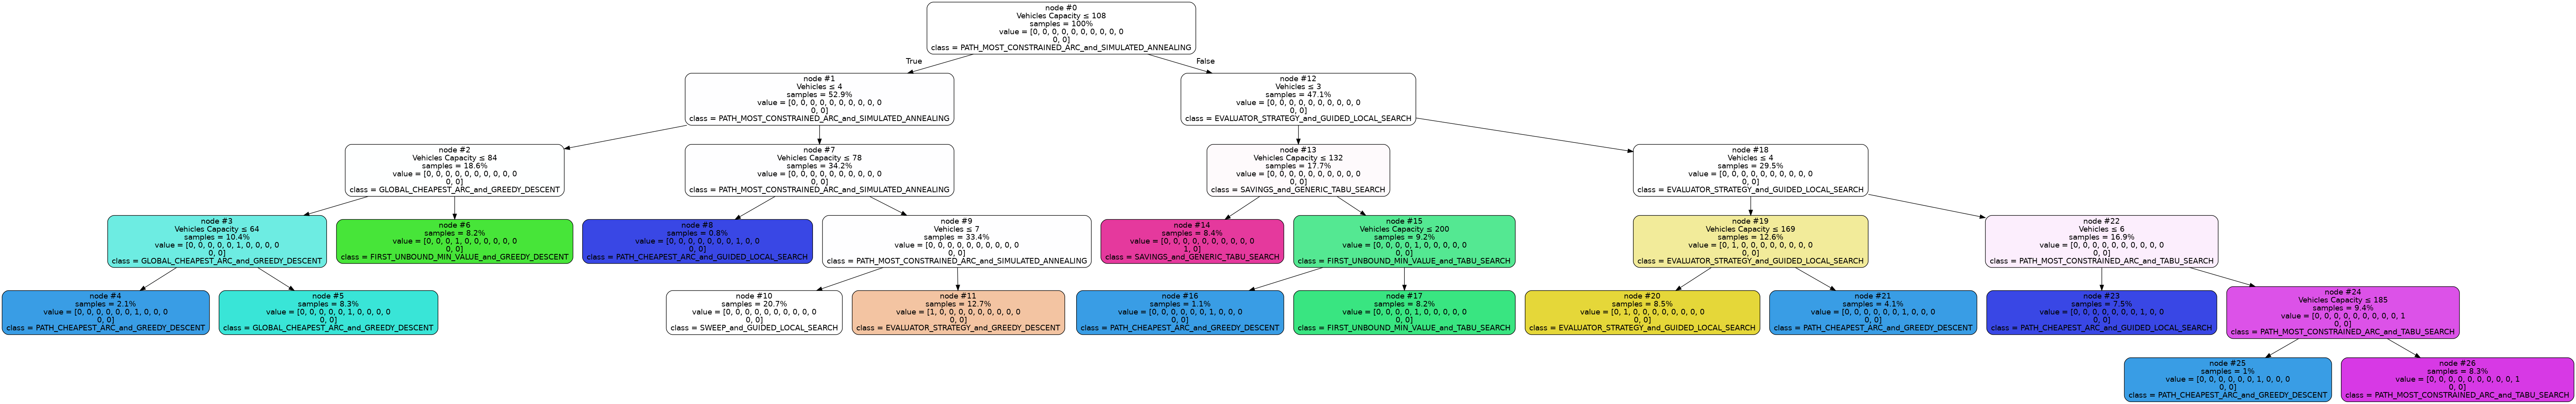 node #0
Vehicles Capacity ≤ 108
samples = 100%
value = [0, 0, 0, 0, 0, 0, 0, 0, 0, 0
0, 0]
class = PATH_MOST_CONSTRAINED_ARC_and_SIMULATED_ANNEALING
True
False
node #1
Vehicles ≤ 4
samples = 52.9%
value = [0, 0, 0, 0, 0, 0, 0, 0, 0, 0
0, 0]
class = PATH_MOST_CONSTRAINED_ARC_and_SIMULATED_ANNEALING
node #12
Vehicles ≤ 3
samples = 47.1%
value = [0, 0, 0, 0, 0, 0, 0, 0, 0, 0
0, 0]
class = EVALUATOR_STRATEGY_and_GUIDED_LOCAL_SEARCH
node #2
Vehicles Capacity ≤ 84
samples = 18.6%
value = [0, 0, 0, 0, 0, 0, 0, 0, 0, 0
0, 0]
class = GLOBAL_CHEAPEST_ARC_and_GREEDY_DESCENT
node #7
Vehicles Capacity ≤ 78
samples = 34.2%
value = [0, 0, 0, 0, 0, 0, 0, 0, 0, 0
0, 0]
class = PATH_MOST_CONSTRAINED_ARC_and_SIMULATED_ANNEALING
node #13
Vehicles Capacity ≤ 132
samples = 17.7%
value = [0, 0, 0, 0, 0, 0, 0, 0, 0, 0
0, 0]
class = SAVINGS_and_GENERIC_TABU_SEARCH
node #18
Vehicles ≤ 4
samples = 29.5%
value = [0, 0, 0, 0, 0, 0, 0, 0, 0, 0
0, 0]
class = EVALUATOR_STRATEGY_and_GUIDED_LOCAL_SEARCH
node #3
Vehicles Capacity ≤ 64
samples = 10.4%
value = [0, 0, 0, 0, 0, 1, 0, 0, 0, 0
0, 0]
class = GLOBAL_CHEAPEST_ARC_and_GREEDY_DESCENT
node #6
samples = 8.2%
value = [0, 0, 0, 1, 0, 0, 0, 0, 0, 0
0, 0]
class = FIRST_UNBOUND_MIN_VALUE_and_GREEDY_DESCENT
node #8
samples = 0.8%
value = [0, 0, 0, 0, 0, 0, 0, 1, 0, 0
0, 0]
class = PATH_CHEAPEST_ARC_and_GUIDED_LOCAL_SEARCH
node #9
Vehicles ≤ 7
samples = 33.4%
value = [0, 0, 0, 0, 0, 0, 0, 0, 0, 0
0, 0]
class = PATH_MOST_CONSTRAINED_ARC_and_SIMULATED_ANNEALING
node #14
samples = 8.4%
value = [0, 0, 0, 0, 0, 0, 0, 0, 0, 0
1, 0]
class = SAVINGS_and_GENERIC_TABU_SEARCH
node #15
Vehicles Capacity ≤ 200
samples = 9.2%
value = [0, 0, 0, 0, 1, 0, 0, 0, 0, 0
0, 0]
class = FIRST_UNBOUND_MIN_VALUE_and_TABU_SEARCH
node #19
Vehicles Capacity ≤ 169
samples = 12.6%
value = [0, 1, 0, 0, 0, 0, 0, 0, 0, 0
0, 0]
class = EVALUATOR_STRATEGY_and_GUIDED_LOCAL_SEARCH
node #22
Vehicles ≤ 6
samples = 16.9%
value = [0, 0, 0, 0, 0, 0, 0, 0, 0, 0
0, 0]
class = PATH_MOST_CONSTRAINED_ARC_and_TABU_SEARCH
node #4
samples = 2.1%
value = [0, 0, 0, 0, 0, 0, 1, 0, 0, 0
0, 0]
class = PATH_CHEAPEST_ARC_and_GREEDY_DESCENT
node #5
samples = 8.3%
value = [0, 0, 0, 0, 0, 1, 0, 0, 0, 0
0, 0]
class = GLOBAL_CHEAPEST_ARC_and_GREEDY_DESCENT
node #10
samples = 20.7%
value = [0, 0, 0, 0, 0, 0, 0, 0, 0, 0
0, 0]
class = SWEEP_and_GUIDED_LOCAL_SEARCH
node #11
samples = 12.7%
value = [1, 0, 0, 0, 0, 0, 0, 0, 0, 0
0, 0]
class = EVALUATOR_STRATEGY_and_GREEDY_DESCENT
node #16
samples = 1.1%
value = [0, 0, 0, 0, 0, 0, 1, 0, 0, 0
0, 0]
class = PATH_CHEAPEST_ARC_and_GREEDY_DESCENT
node #17
samples = 8.2%
value = [0, 0, 0, 0, 1, 0, 0, 0, 0, 0
0, 0]
class = FIRST_UNBOUND_MIN_VALUE_and_TABU_SEARCH
node #20
samples = 8.5%
value = [0, 1, 0, 0, 0, 0, 0, 0, 0, 0
0, 0]
class = EVALUATOR_STRATEGY_and_GUIDED_LOCAL_SEARCH
node #21
samples = 4.1%
value = [0, 0, 0, 0, 0, 0, 1, 0, 0, 0
0, 0]
class = PATH_CHEAPEST_ARC_and_GREEDY_DESCENT
node #23
samples = 7.5%
value = [0, 0, 0, 0, 0, 0, 0, 1, 0, 0
0, 0]
class = PATH_CHEAPEST_ARC_and_GUIDED_LOCAL_SEARCH
node #24
Vehicles Capacity ≤ 185
samples = 9.4%
value = [0, 0, 0, 0, 0, 0, 0, 0, 0, 1
0, 0]
class = PATH_MOST_CONSTRAINED_ARC_and_TABU_SEARCH
node #25
samples = 1%
value = [0, 0, 0, 0, 0, 0, 1, 0, 0, 0
0, 0]
class = PATH_CHEAPEST_ARC_and_GREEDY_DESCENT
node #26
samples = 8.3%
value = [0, 0, 0, 0, 0, 0, 0, 0, 0, 1
0, 0]
class = PATH_MOST_CONSTRAINED_ARC_and_TABU_SEARCH